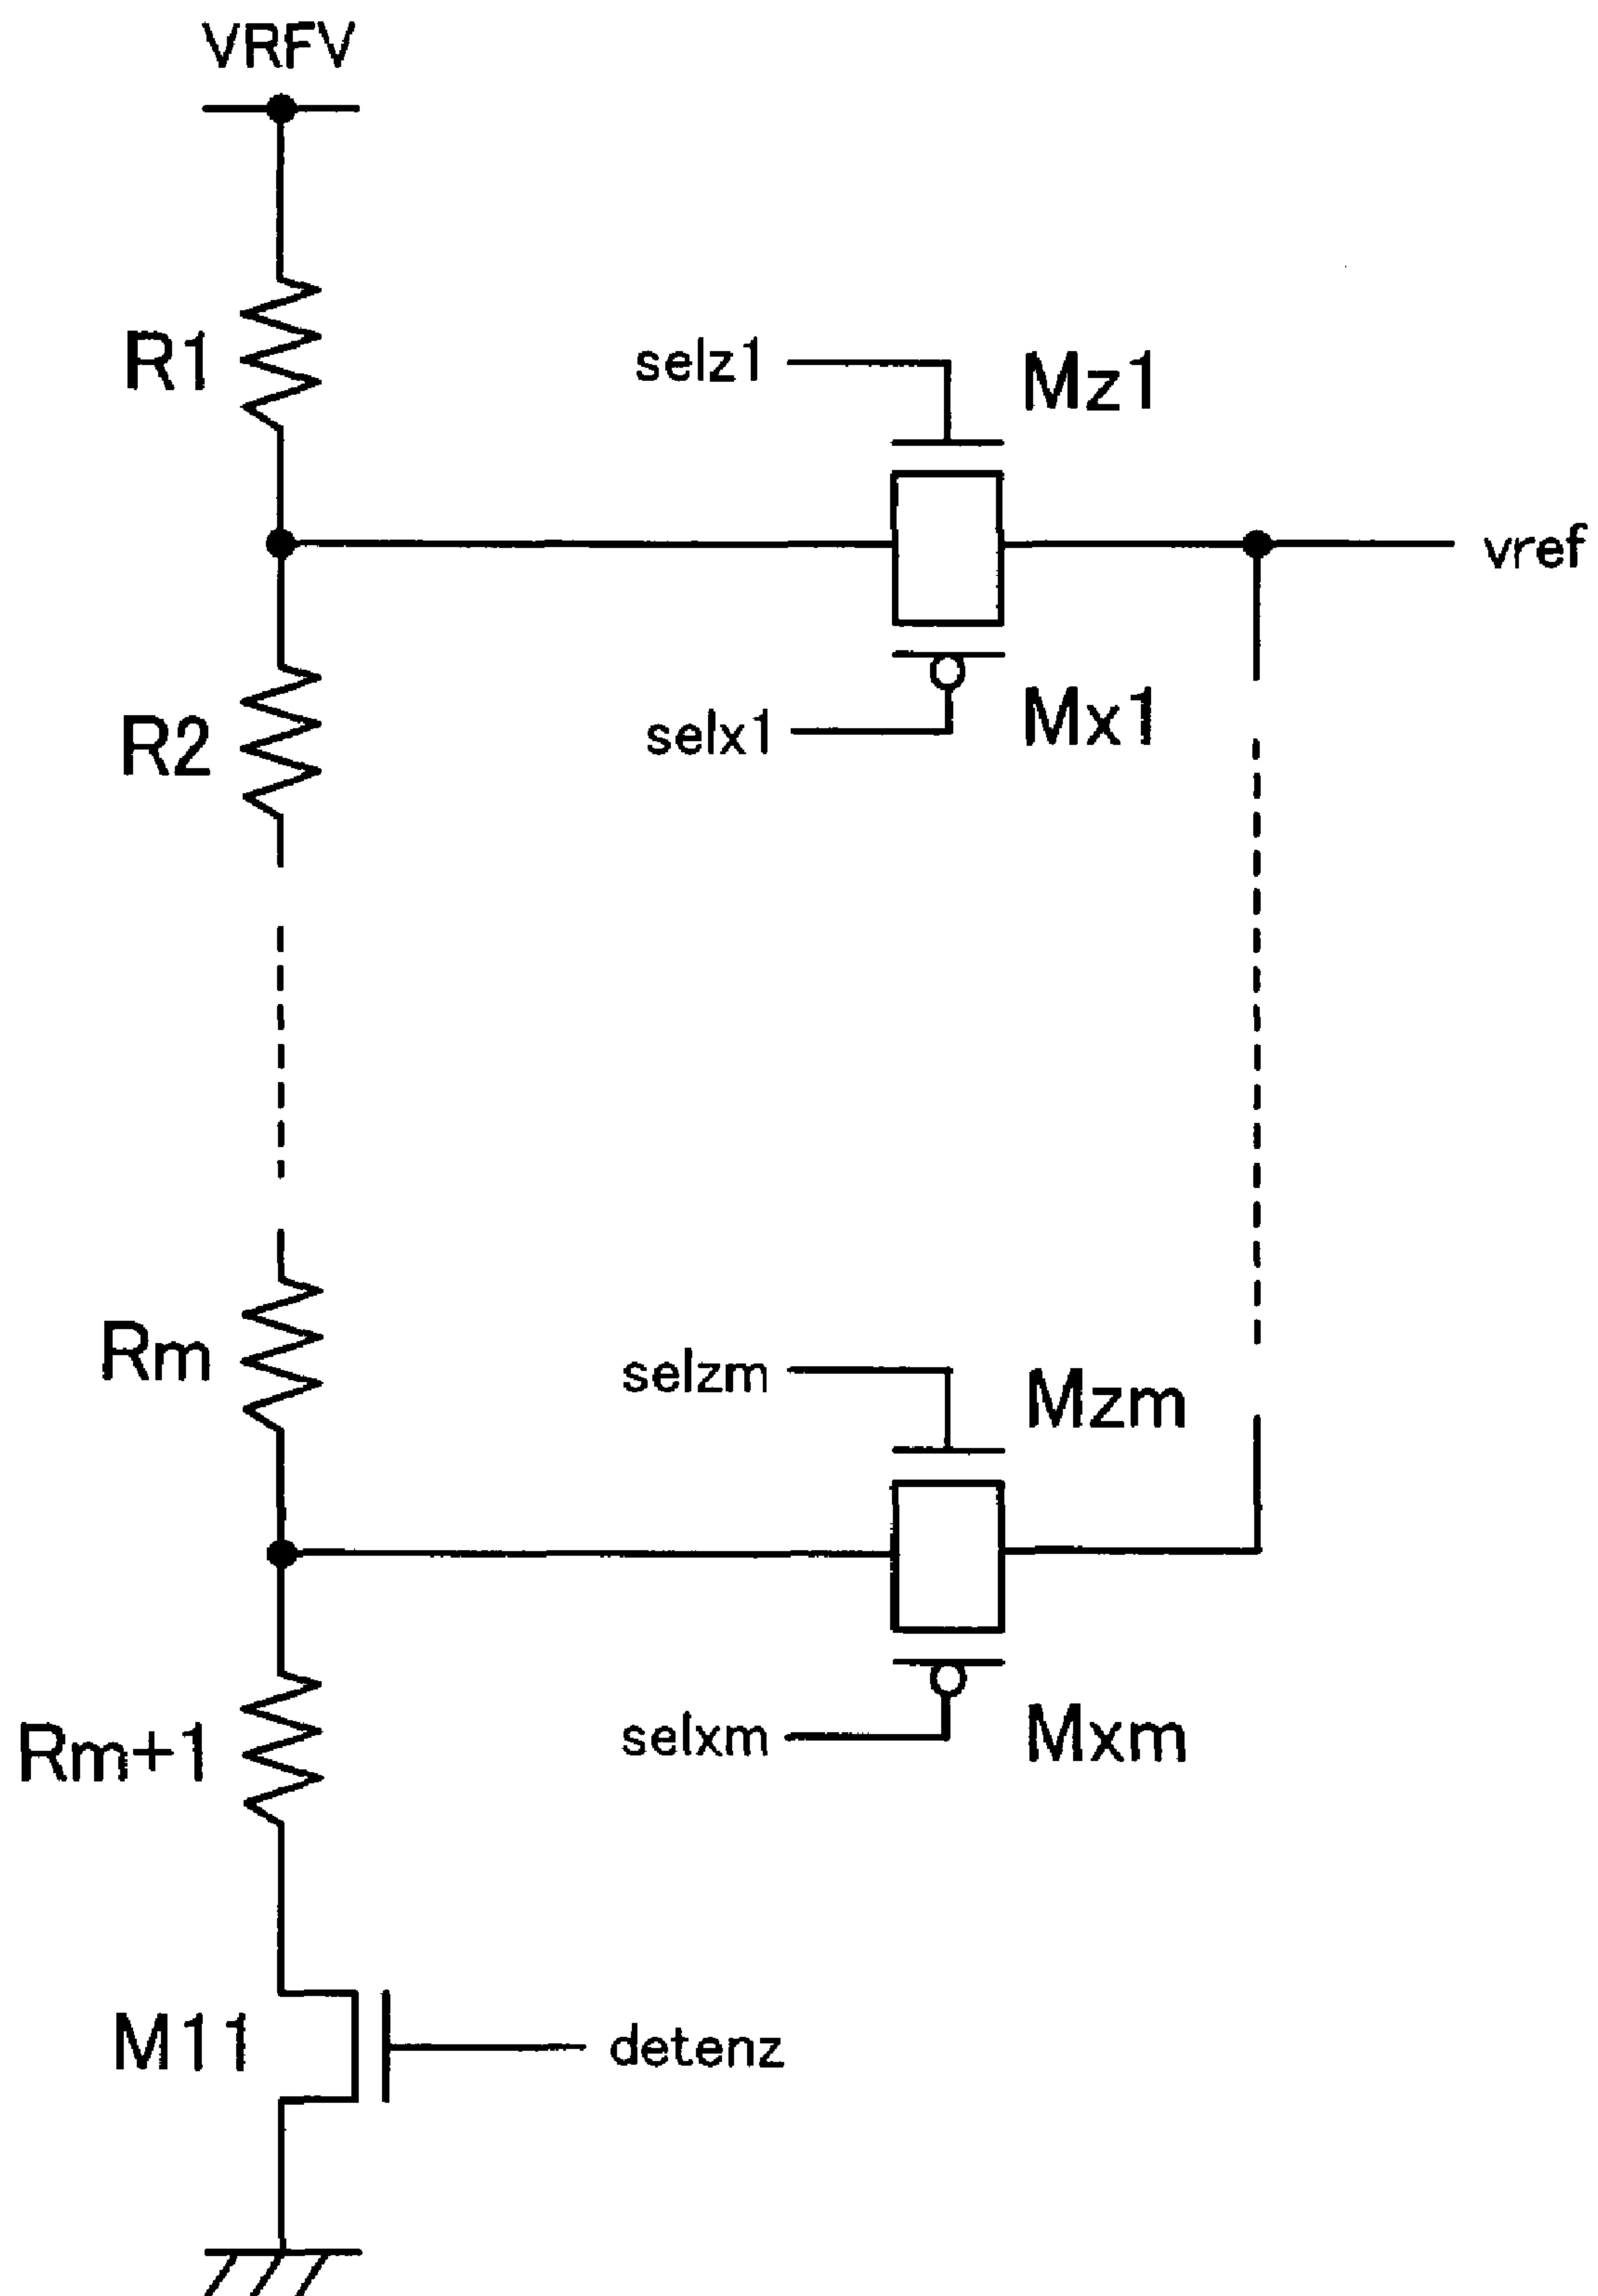 VRFV
R1
selz1
Mz1
vref
R2
selx1
Mx1
Rm
selzm
Mzm
Rm+1
selxm
Mxm
M11
detenz